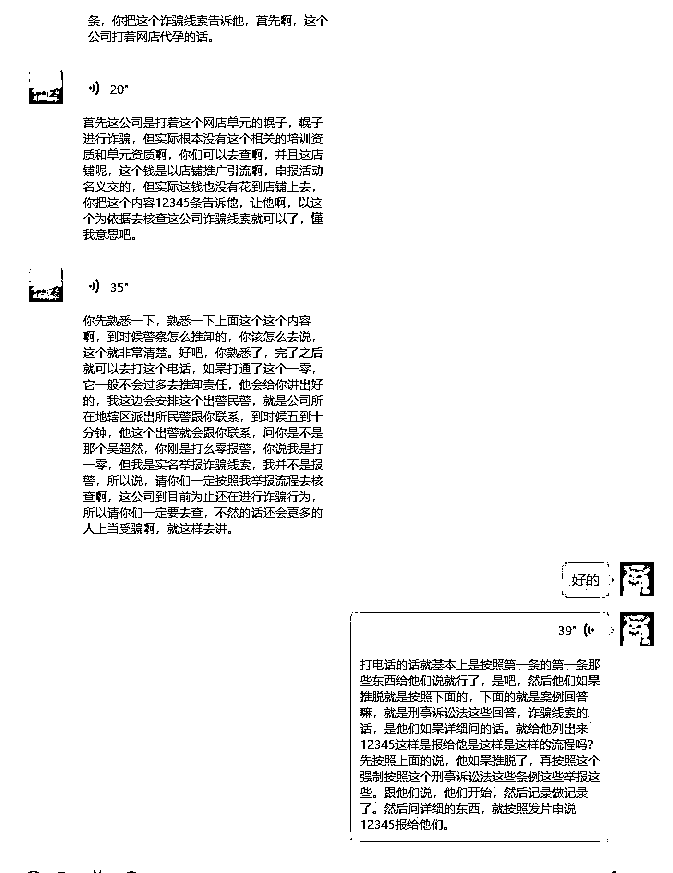 条，你把这个诈骗线索告诉他，首先啊，这个
公司打着网店代孕的话。
20"
首先这公司是打着这个网店单元的幌子，幌子
进行诈骗，但实际根本没有这个相关的培训资
质和单元资质啊，你们可以去查啊，并且这店
铺呢，这个钱是以店铺推广引流啊，申报活动
名义交的，但实际这钱也没有花到店铺上去，
你把这个内容12345条告诉他，让他啊，以这
个为依据去核查这公司诈骗线索就可以了，懂
我意思吧。
35"
你先熟悉一下，熟悉一下上面这个这个内容
啊，到时候警察怎么推卸的，你该怎么去说，
这个就非常清楚。好吧，你熟悉了，完了之后
就可以去打这个电话，如果打通了这个一零，
它一般不会过多去推卸责任，他会给你讲出好
的，我这边会安排这个出警民警，就是公司所
在地辖区派出所民警跟你联系，到时候五到十
分钟，他这个出警就会跟你联系，问你是不是
那个吴超然，你刚是打幺零报警，你说我是打
一零，但我是实名举报诈骗线索，我并不是报
警，所以说，请你们一定按照我举报流程去核
查啊，这公司到目前为止还在进行诈骗行为，
所以请你们一定要去查，不然的话还会更多的
人上当受骗啊，就这样去讲。
好的
39"
打电话的话就基本上是按照第一条的第一条那
些东西给他们说就行了，是吧，然后他们如果
推脱就是按照下面的，下面的就是案例回答
嘛，就是刑事诉讼法这些回答，诈骗线索的
话，是他们如果详细问的话。就给他列出来
12345这样是报给他是这样是这样的流程吗?
先按照上面的说，他如果推脱了，再按照这个
强制按照这个刑事诉讼法这些条例这些举报这
些。跟他们说，他们开始，然后记录做记录
了。然后问详细的东西，就按照发片串说
12345报给他们。